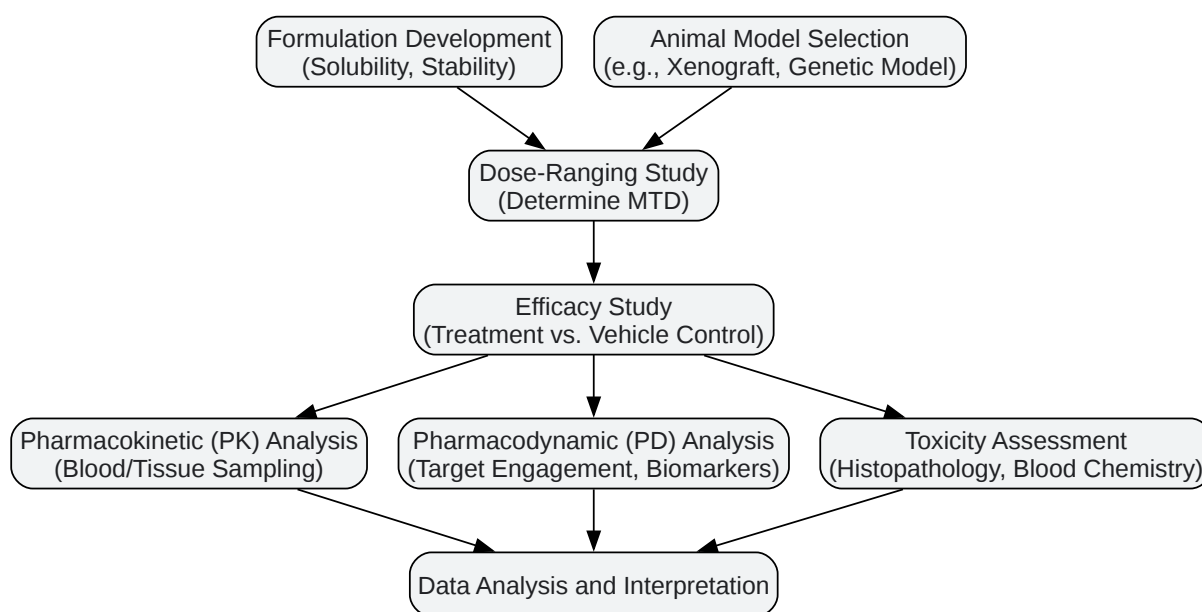 Formulation Development
(Solubility, Stability)
Animal Model Selection
(e.g., Xenograft, Genetic Model)
Dose-Ranging Study
(Determine MTD)
Efficacy Study
(Treatment vs. Vehicle Control)
Pharmacokinetic (PK) Analysis
(Blood/Tissue Sampling)
Pharmacodynamic (PD) Analysis
(Target Engagement, Biomarkers)
Toxicity Assessment
(Histopathology, Blood Chemistry)
Data Analysis and Interpretation